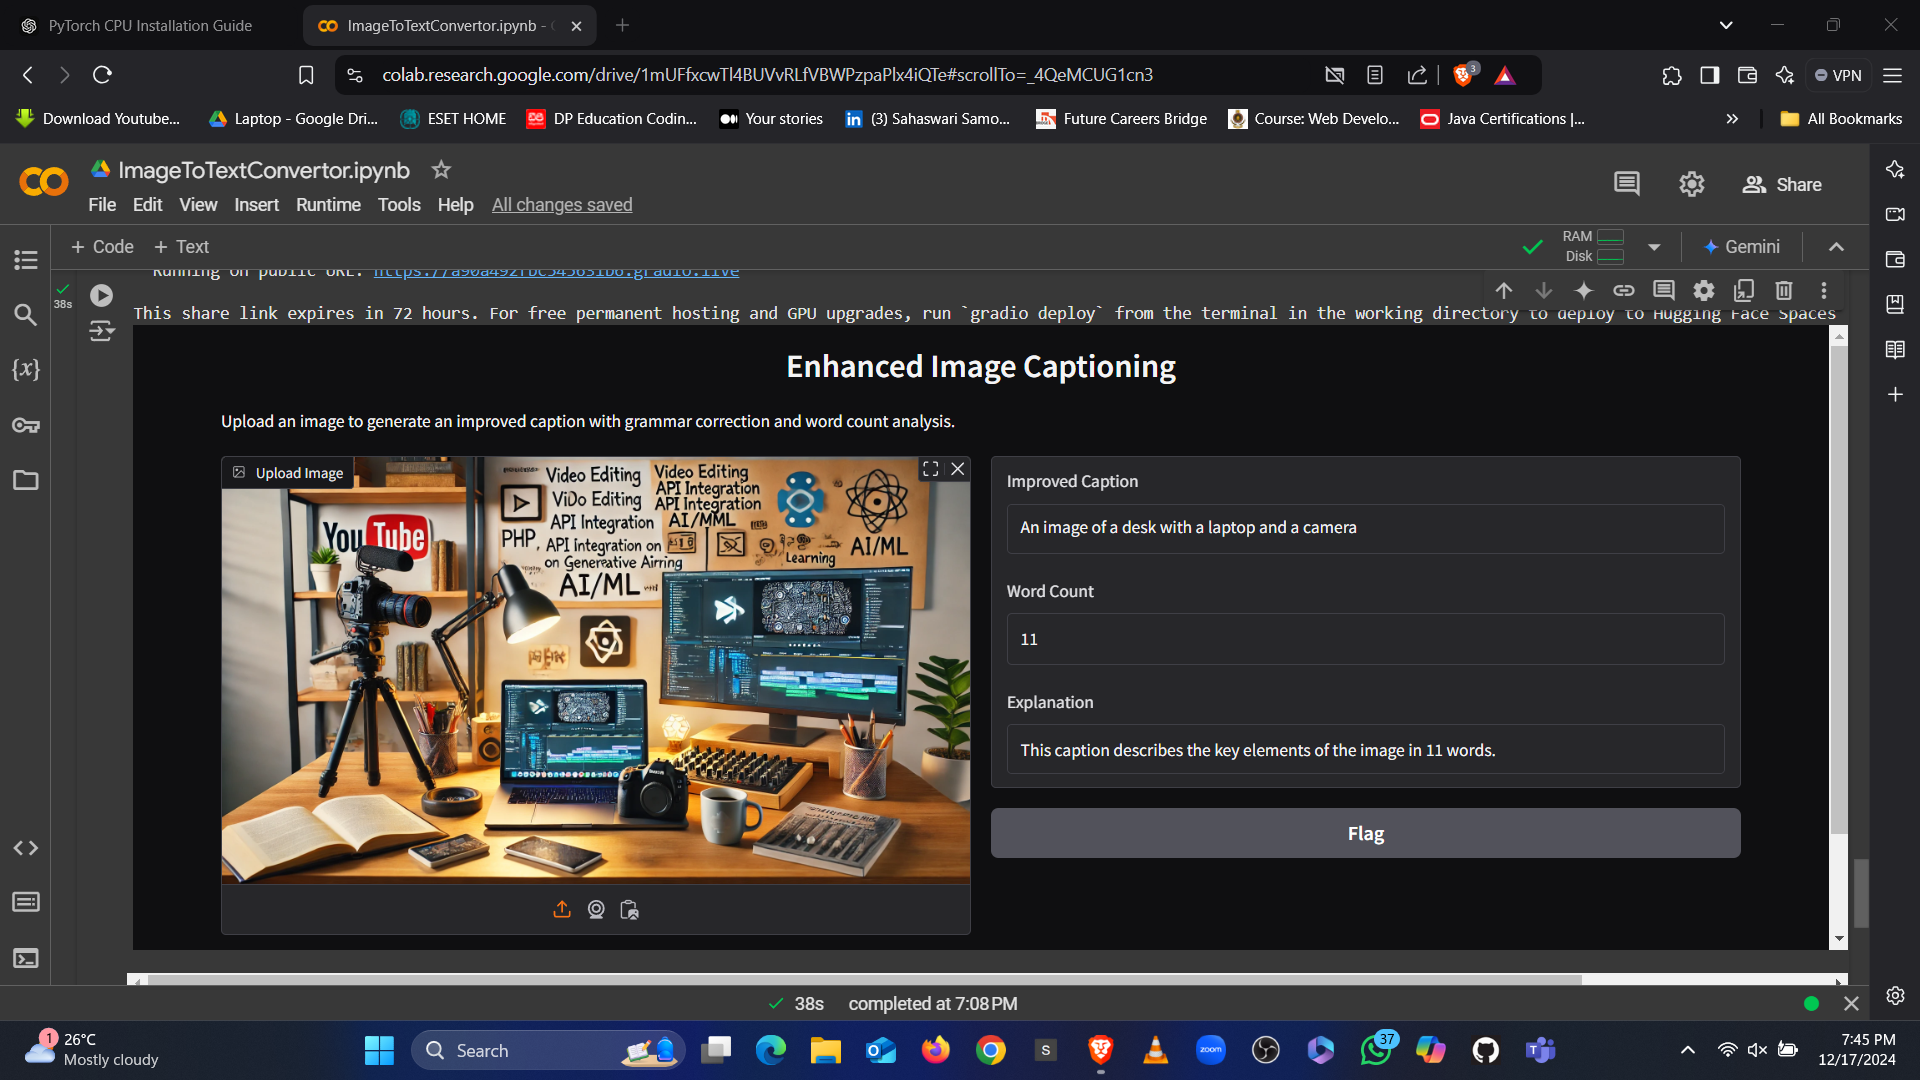 PyTorch CPU Installation Guide
ImageToTextConvertor.ipynb -
colab.research.google.com/drive/1mUFfxcwTl4BUVvRLfVBWPzpaPlx4iQTe#scrollTo=_4QeMCUG1cn3
3
VPN
Download Youtube...
Laptop - Google Dri...
ESET HOME
DP Education Codin...
Your stories
(3) Sahaswari Samo...
Future Careers Bridge
Course: Web Develo...
Java Certifications |...
All Bookmarks
ImageToTextConvertor.ipynb
File Edit View Insert Runtime Tools Help All changes saved
Share
+ Code + Text
RAM
Disk
Gemini
Running on public URL: https://a90a492fbc545651b6.gradio.live
38s
This share link expires in 72 hours. For free permanent hosting and GPU upgrades, run `gradio deploy` from the terminal in the working directory to deploy to Hugging Face Spaces
Enhanced Image Captioning
Upload an image to generate an improved caption with grammar correction and word count analysis.
Upload Image
Video Editing
ViDo Editing
API Integration
PHP,
API Integration on
on Generative Airring
AI/ML
Video Editing
API Integration
API Integration
AI/MML
Learning
AI/ML
YouTube
Improved Caption
An image of a desk with a laptop and a camera
Word Count
11
Explanation
This caption describes the key elements of the image in 11 words.
Flag
38s completed at 7:08 PM
1
26°C
Mostly cloudy
Search
S
zoom
37
T
7:45 PM
12/17/2024